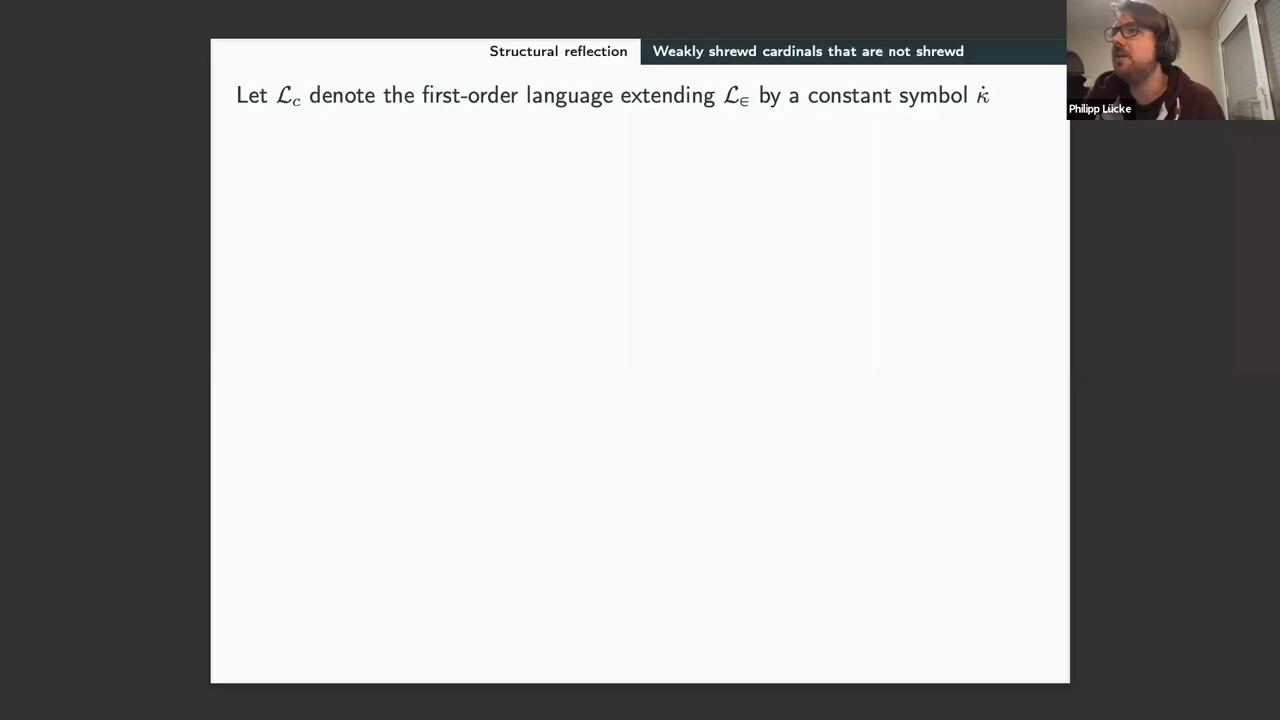 Structural reflection Weakly shrewd cardinals that are not shrewd
Let ℒ_c denote the first-order language extending ℒ_∈ by a constant symbol κ̇
Philipp Lücke